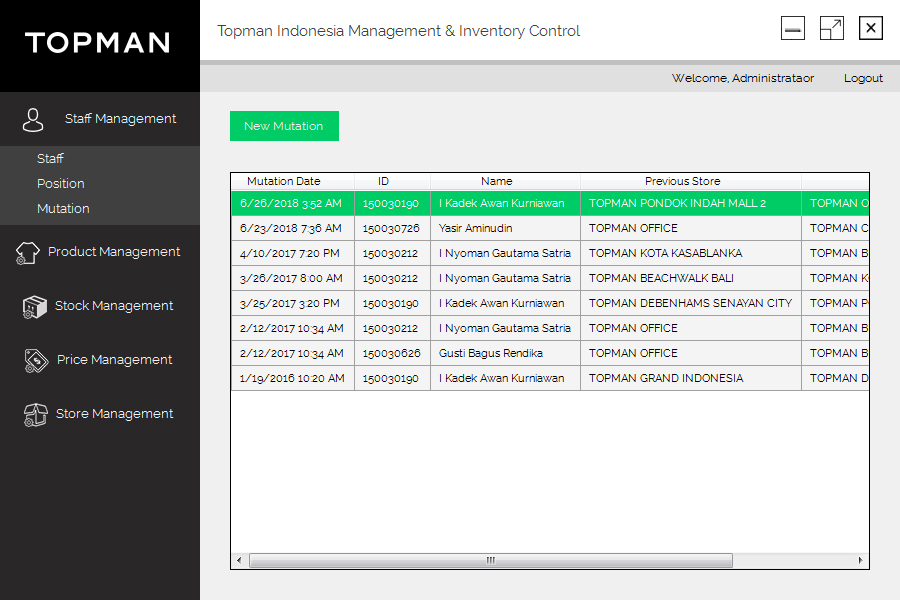 TOPMAN
Topman Indonesia Management & Inventory Control
Welcome, Administrataor Logout
Staff Management
Staff
Position
Mutation
Product Management
Stock Management
Price Management
Store Management
New Mutation
Mutation Date ID Name Previous Store
6/26/2018 3:52 AM 150030190 I Kadek Awan Kurniawan TOPMAN PONDOK INDAH MALL 2 TOPMAN O
6/23/2018 7:36 AM 150030726 Yasir Aminudin TOPMAN OFFICE TOPMAN C
4/10/2017 7:20 PM 150030212 I Nyoman Gautama Satria TOPMAN KOTA KASABLANKA TOPMAN B
3/26/2017 8:00 AM 150030212 I Nyoman Gautama Satria TOPMAN BEACHWALK BALI TOPMAN K
3/25/2017 3:20 PM 150030190 I Kadek Awan Kurniawan TOPMAN DEBENHAMS SENAYAN CITY TOPMAN P
2/12/2017 10:34 AM 150030212 I Nyoman Gautama Satria TOPMAN OFFICE TOPMAN B
2/12/2017 10:34 AM 150030626 Gusti Bagus Rendika TOPMAN OFFICE TOPMAN B
1/19/2016 10:20 AM 150030190 I Kadek Awan Kurniawan TOPMAN GRAND INDONESIA TOPMAN D